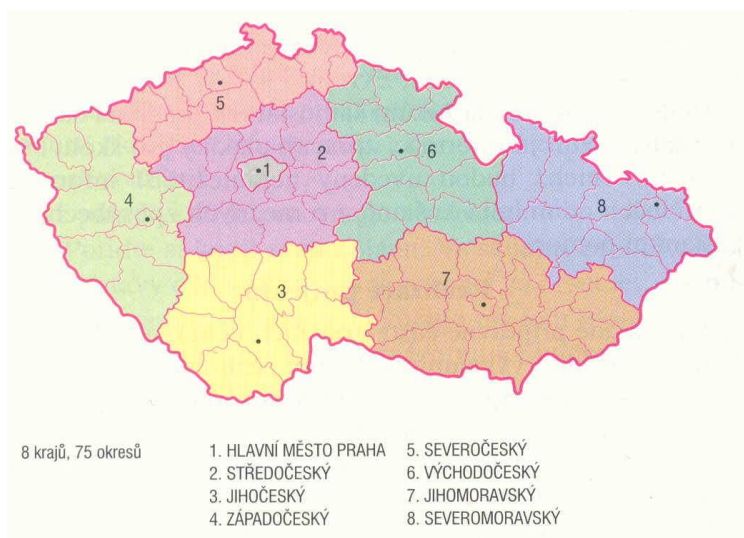 5
2
1
6
4
8
7
3
8 krajů, 75 okresů
1. HLAVNÍ MĚSTO PRAHA
2. STŘEDOČESKÝ
3. JIHOČESKÝ
4. ZÁPADOČESKÝ
5. SEVEROČESKÝ
6. VÝCHODOČESKÝ
7. JIHOMORAVSKÝ
8. SEVEROMORAVSKÝ